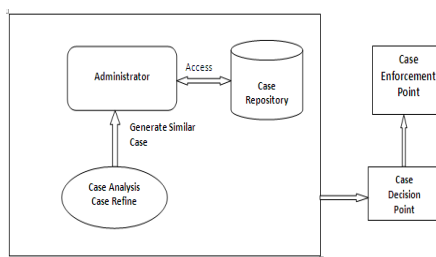 Administrator
Access
Case
Repository
Case
Enforcement
Point
Generate Similar
Case
Case Analysis
Case Refine
Case
Decision
Point